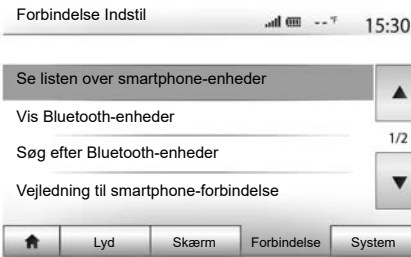 Forbindelse Indstil
-- °F 15:30
Se listen over smartphone-enheder
Vis Bluetooth-enheder
1/2
Søg efter Bluetooth-enheder
Vejledning til smartphone-forbindelse
Lyd Skærm Forbindelse System